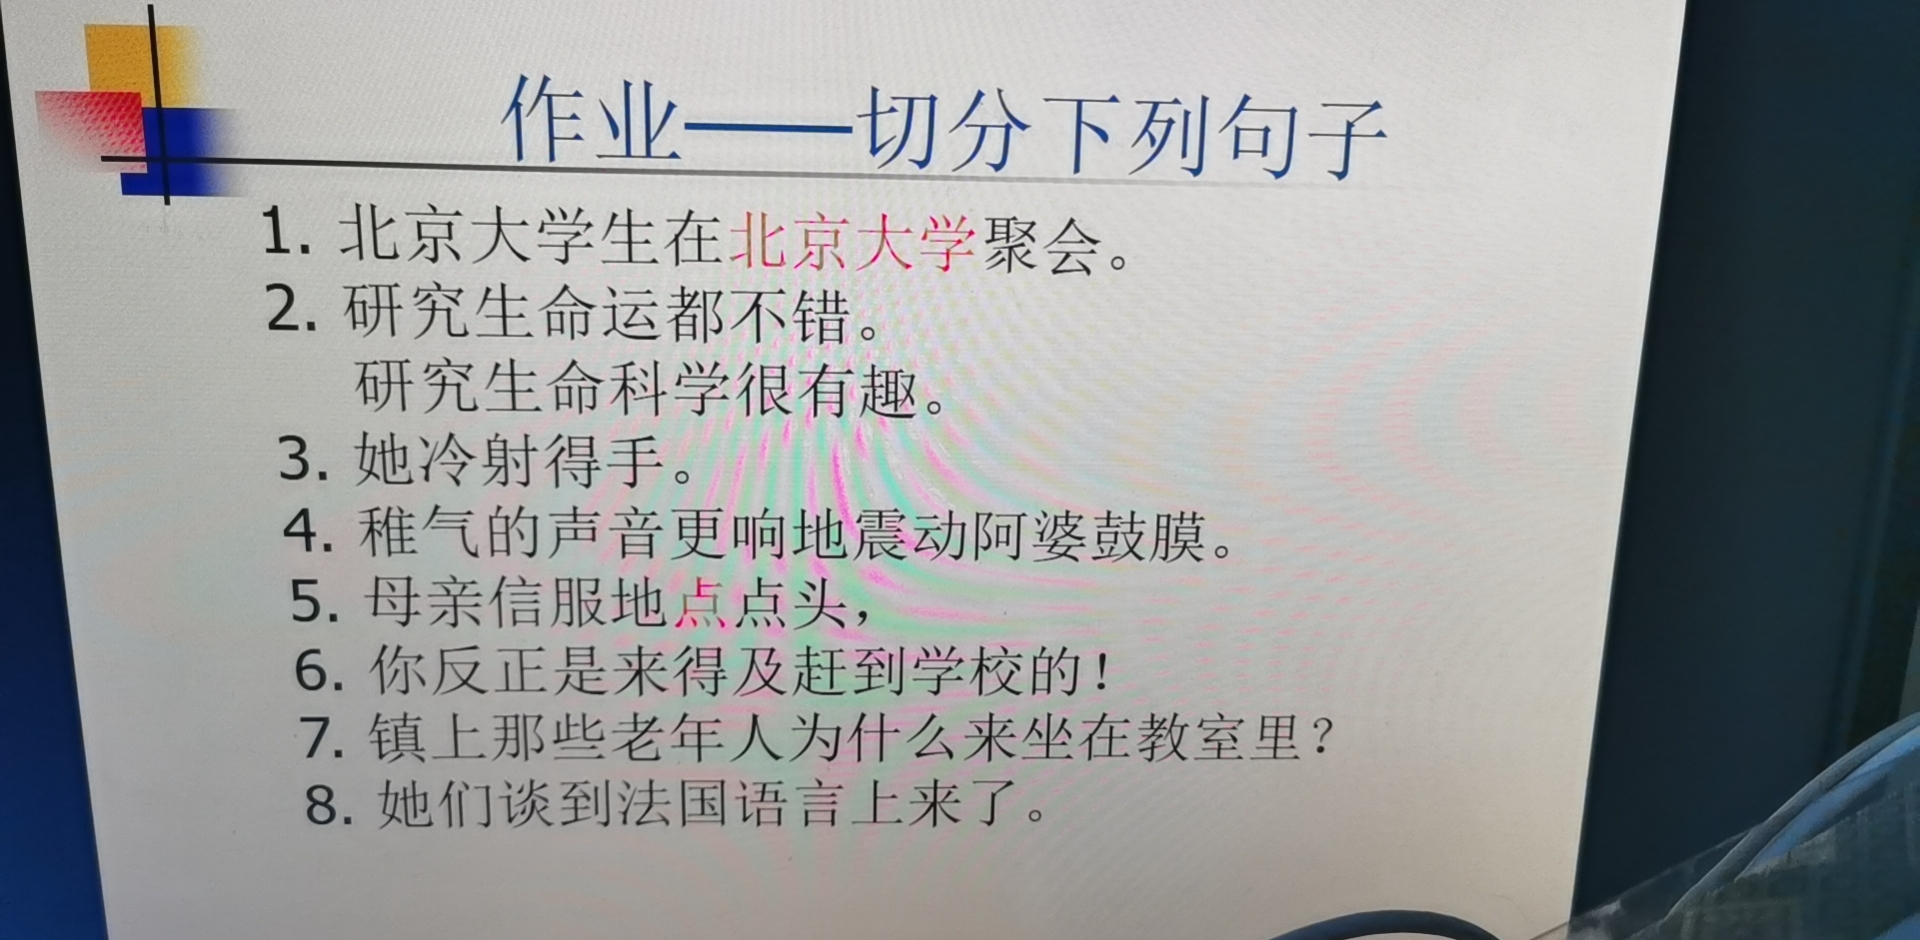 作业——切分下列句子
1. 北京大学生在北京大学聚会。
2. 研究生命运都不错。
研究生命科学很有趣。
3. 她冷射得手。
4. 稚气的声音更响地震动阿婆鼓膜。
5. 母亲信服地点点头，
6. 你反正是来得及赶到学校的！
7. 镇上那些老年人为什么来坐在教室里？
8. 她们谈到法国语言上来了。